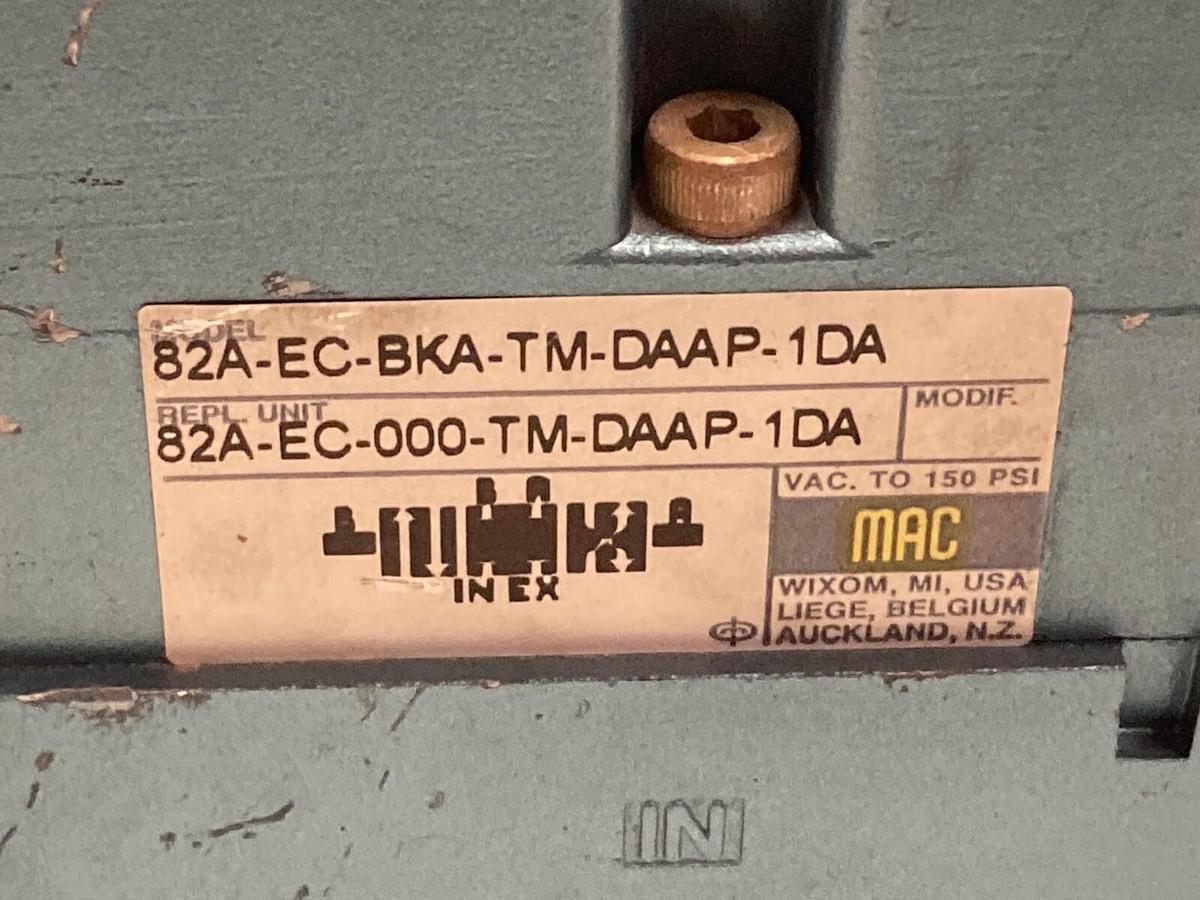 MODEL
82A-EC-BKA-TM-DAAP-1DA
REPL. UNIT
MODIF.
82A-EC-000-TM-DAAP-1DA
VAC. TO 150 PSI
MAC
IN EX
WIXOM, MI, USA
LIEGE, BELGIUM
AUCKLAND, N.Z.
IN